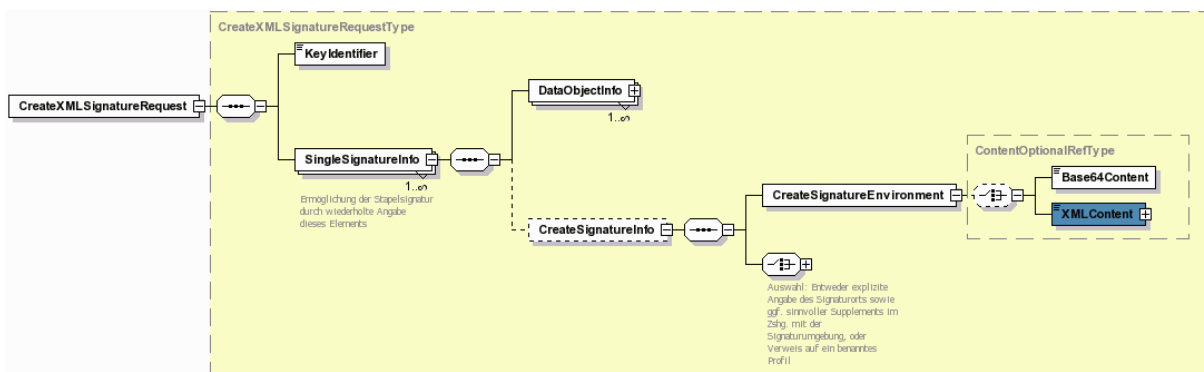 CreateXMLSignatureRequestType
KeyIdentifier
CreateXMLSignatureRequest
DataObjectInfo
1..∞
SingleSignatureInfo
1..∞
Ermöglichung der Stapelsignatur
durch wiederholte Angabe
dieses Elements
ContentOptionalRefType
Base64Content
CreateSignatureEnvironment
XMLContent
CreateSignatureInfo
Auswahl: Entweder explizite
Angabe des Signaturorts sowie
ggf. sinnvoller Supplements im
Zshg. mit der
Signaturumgebung, oder
Verweis auf ein benanntes
Profil